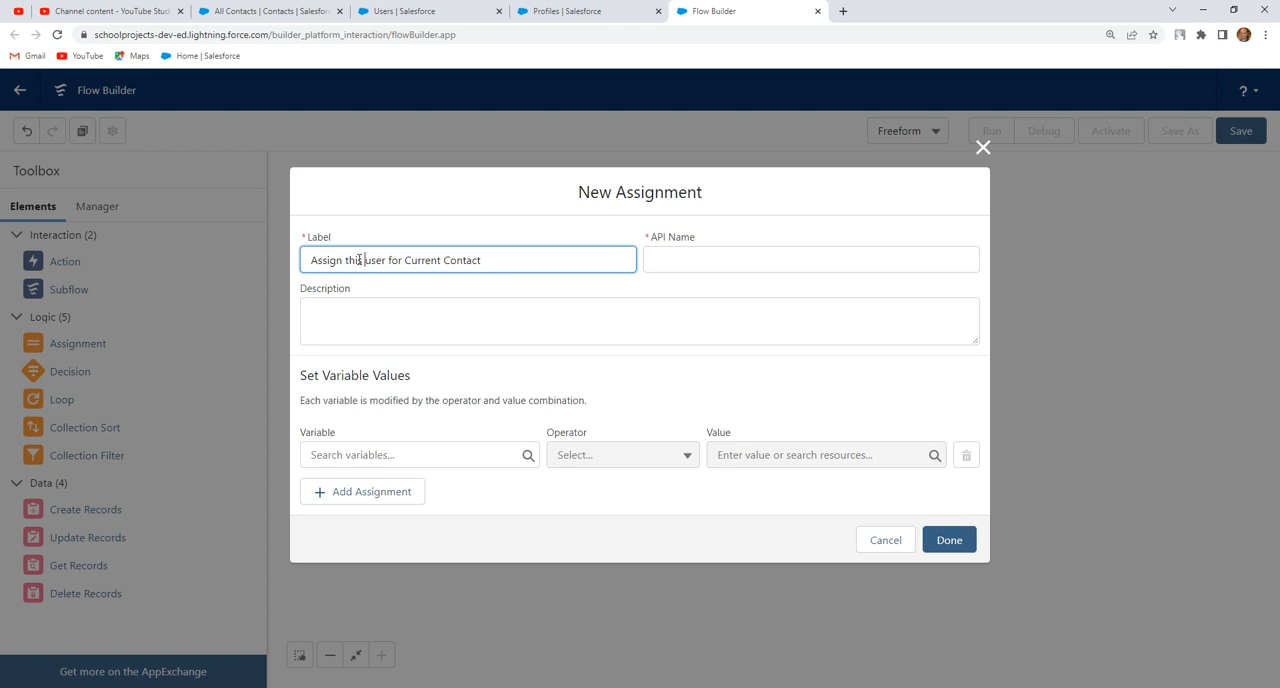 Channel content - YouTube Stud
All Contacts | Contacts | Salesfor
Users | Salesforce
Profiles | Salesforce
Flow Builder
schoolprojects-dev-ed.lightning.force.com/builder_platform_interaction/flowBuilder.app
Gmail
YouTube
Maps
Home | Salesforce
Flow Builder
?
Freeform
Run
Debug
Activate
Save As
Save
Toolbox
Elements
Manager
Interaction (2)
Action
Subflow
Logic (5)
Assignment
Decision
Loop
Collection Sort
Collection Filter
Data (4)
Create Records
Update Records
Get Records
Delete Records
Get more on the AppExchange
New Assignment
* Label
* API Name
Assign this user for Current Contact
Description
Set Variable Values
Each variable is modified by the operator and value combination.
Variable
Operator
Value
Search variables...
Select...
Enter value or search resources...
+ Add Assignment
Cancel
Done